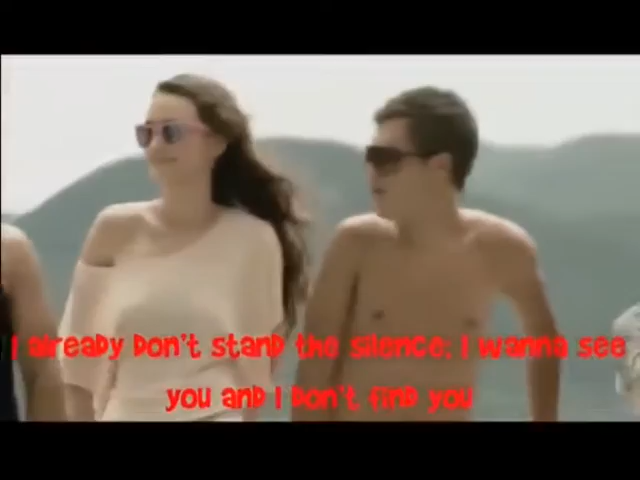 I already don't stand the silence; I wanna see
you and I don't find you